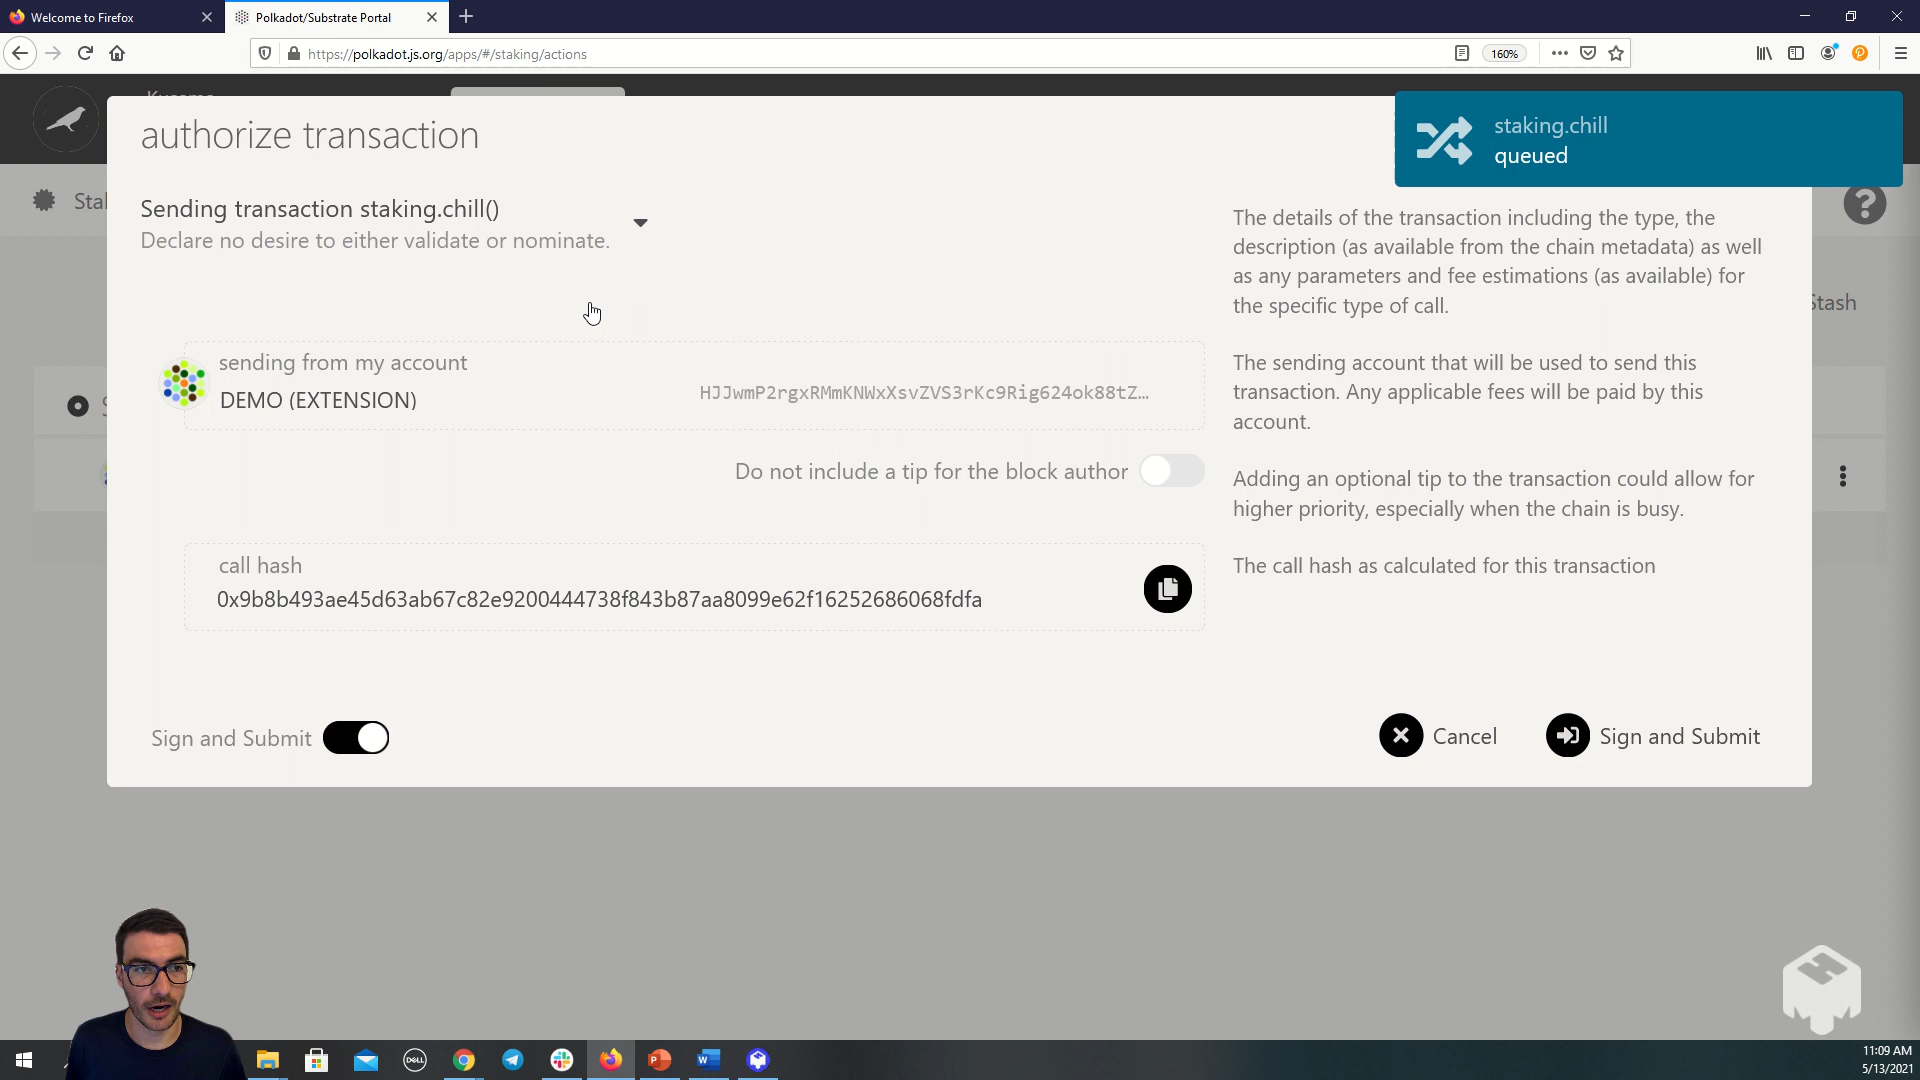 Welcome to Firefox
Polkadot/Substrate Portal
https://polkadot.js.org/apps/#/staking/actions
160%
authorize transaction
staking.chill
queued
Sending transaction staking.chill()
Declare no desire to either validate or nominate.
The details of the transaction including the type, the
description (as available from the chain metadata) as well
as any parameters and fee estimations (as available) for
the specific type of call.
Stash
sending from my account
DEMO (EXTENSION)
HJJwmP2rgxRMmKNWxXsvZVS3rKc9Rig624ok88tZ…
The sending account that will be used to send this
transaction. Any applicable fees will be paid by this
account.
Do not include a tip for the block author
Adding an optional tip to the transaction could allow for
higher priority, especially when the chain is busy.
call hash
0x9b8b493ae45d63ab67c82e9200444738f843b87aa8099e62f16252686068fdfa
The call hash as calculated for this transaction
Sign and Submit
Cancel
Sign and Submit
DELL
11:09 AM
5/13/2021